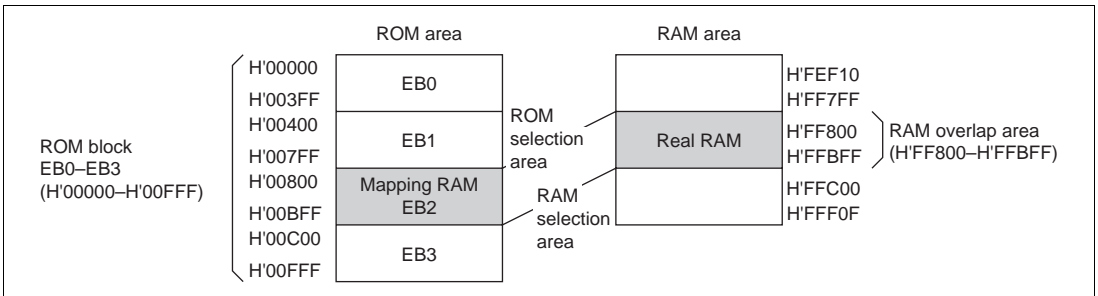 ROM area
RAM area
H'00000
H'003FF
H'00400
H'007FF
H'00800
H'00BFF
H'00C00
H'00FFF
ROM block
EB0–EB3
(H'00000–H'00FFF)
EB0
EB1
Mapping RAM
EB2
EB3
ROM
selection
area
RAM
selection
area
Real RAM
H'FEF10
H'FF7FF
H'FF800
H'FFBFF
H'FFC00
H'FFF0F
RAM overlap area
(H'FF800–H'FFBFF)